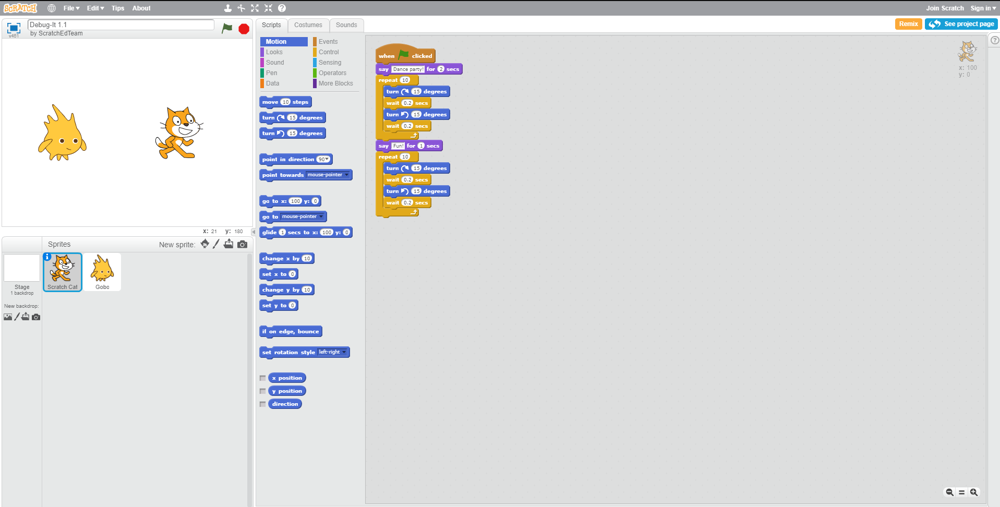 SCRATCH File Edit Tips About Join Scratch Sign in
Debug-It 1.1
by ScratchEdTeam
v461
Scripts Costumes Sounds
Remix See project page
Motion Events
Looks Control
Sound Sensing
Pen Operators
Data More Blocks
move 10 steps
turn 15 degrees
turn 15 degrees
point in direction 90
point towards mouse-pointer
go to x: 100 y: 0
go to mouse-pointer
glide 1 secs to x: 100 y: 0
change x by 10
set x to 0
change y by 10
set y to 0
if on edge, bounce
set rotation style left-right
x position
y position
direction
when clicked
say Dance party! for 2 secs
repeat 10
turn 15 degrees
wait 0.2 secs
turn 15 degrees
wait 0.2 secs
say Fun! for 1 secs
repeat 10
turn 15 degrees
wait 0.2 secs
turn 15 degrees
wait 0.2 secs
x: 100
y: 0
x: 21 y: 180
Sprites New sprite:
Stage
1 backdrop
New backdrop:
Scratch Cat
Gobo